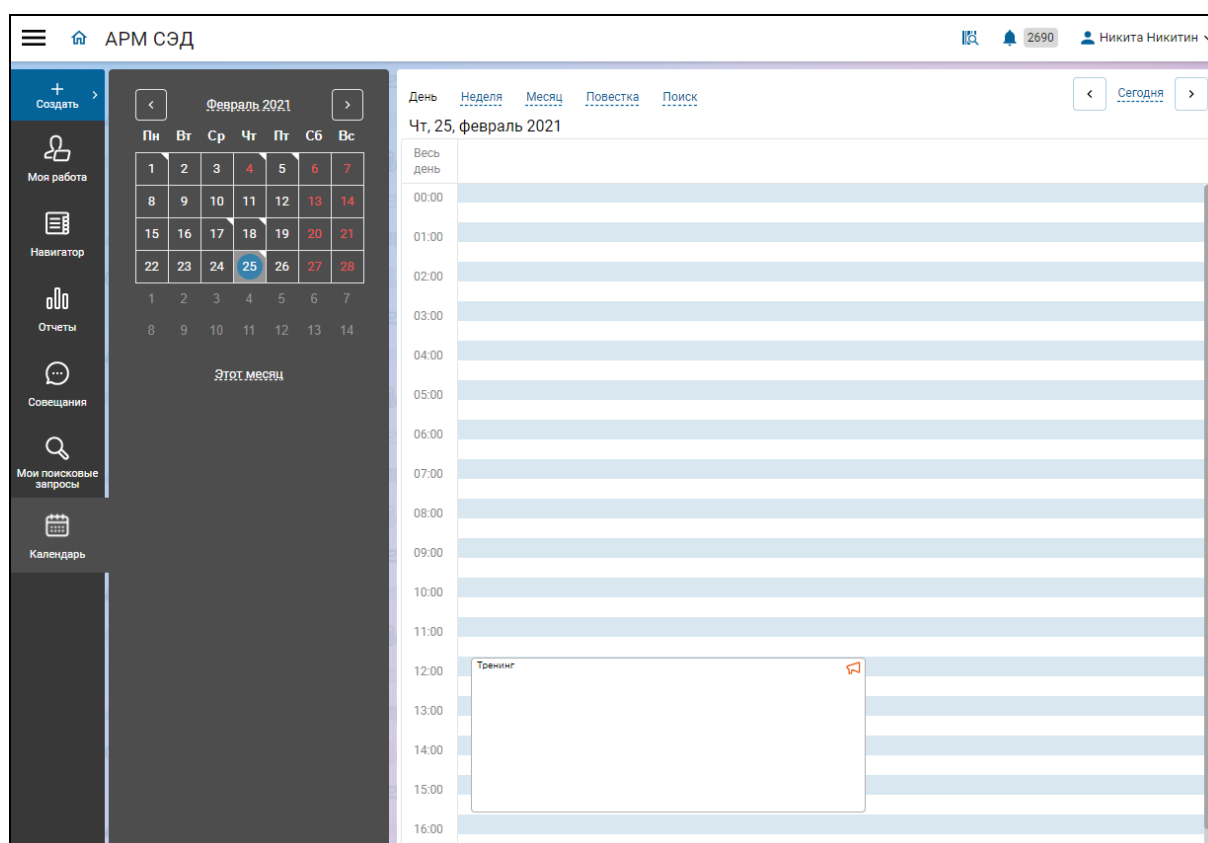 АРМ СЭД
2690
Никита Никитин
Создать
Моя работа
Навигатор
Отчеты
Совещания
Мои поисковые
запросы
Календарь
Февраль 2021
Пн Вт Ср Чт Пт Сб Вс
1 2 3 4 5 6 7
8 9 10 11 12 13 14
15 16 17 18 19 20 21
22 23 24 25 26 27 28
1 2 3 4 5 6 7
8 9 10 11 12 13 14
Этот месяц
День Неделя Месяц Повестка Поиск
Сегодня
Чт, 25, февраль 2021
Весь
день
00:00
01:00
02:00
03:00
04:00
05:00
06:00
07:00
08:00
09:00
10:00
11:00
12:00
Тренинг
13:00
14:00
15:00
16:00